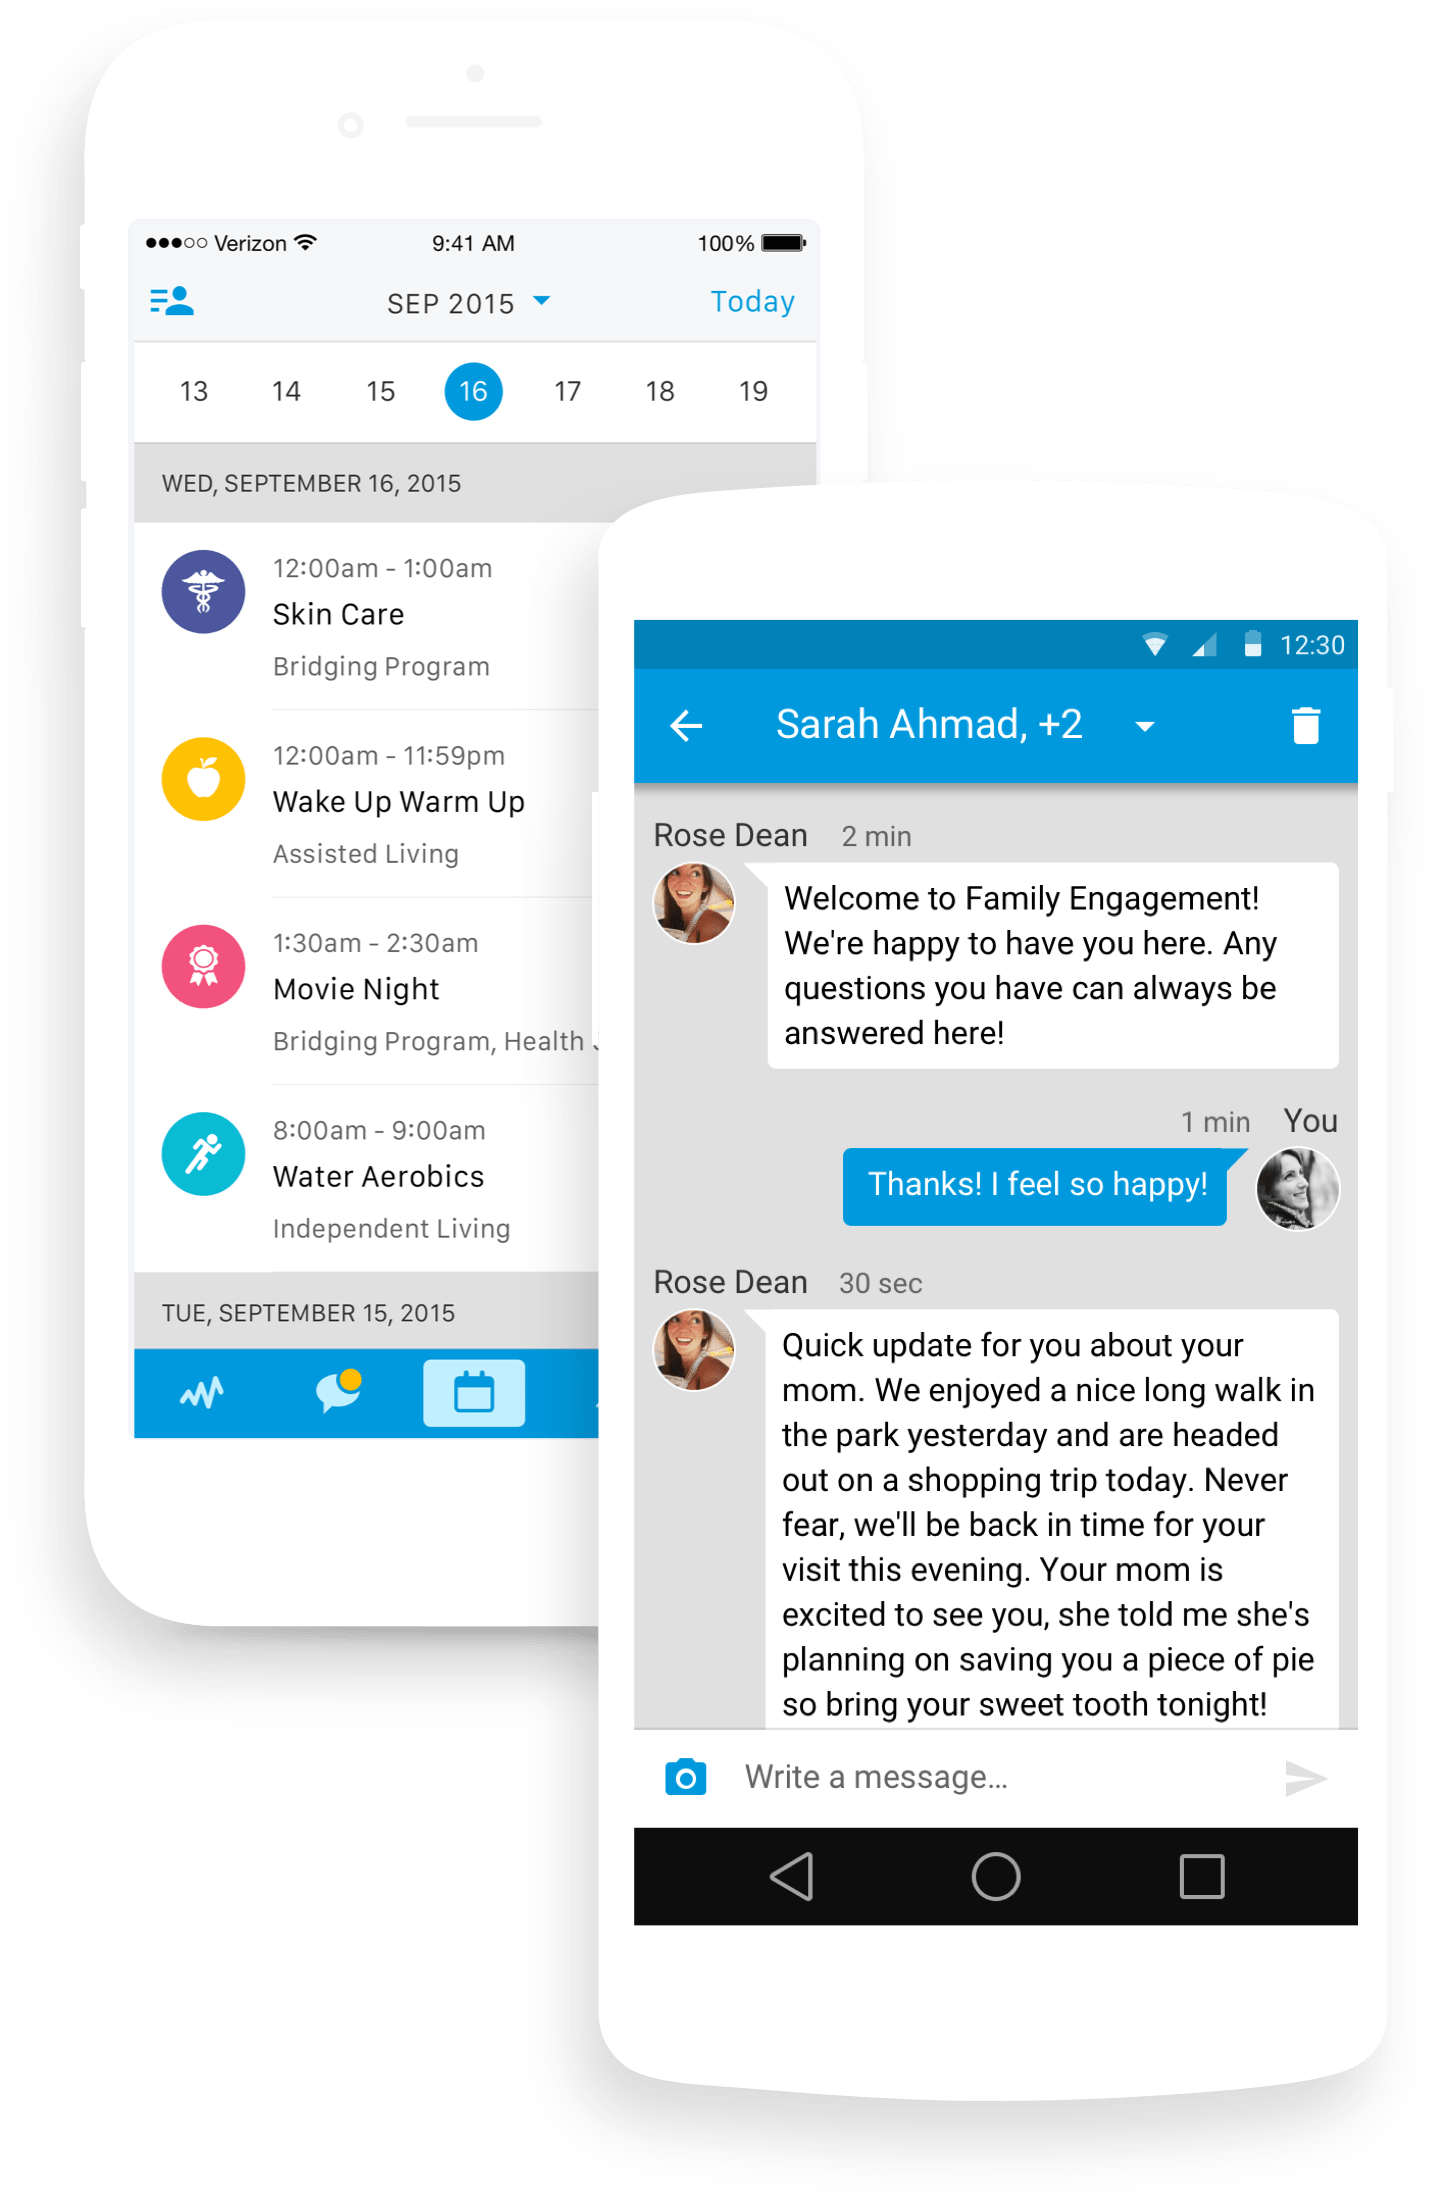 Verizon 9:41 AM 100%
SEP 2015 Today
13 14 15 16 17 18 19
WED, SEPTEMBER 16, 2015
12:00am - 1:00am
Skin Care
Bridging Program
12:00am - 11:59pm
Wake Up Warm Up
Assisted Living
1:30am - 2:30am
Movie Night
Bridging Program, Health
8:00am - 9:00am
Water Aerobics
Independent Living
TUE, SEPTEMBER 15, 2015
12:30
Sarah Ahmad, +2
Rose Dean 2 min
Welcome to Family Engagement!
We're happy to have you here. Any
questions you have can always be
answered here!
1 min You
Thanks! I feel so happy!
Rose Dean 30 sec
Quick update for you about your
mom. We enjoyed a nice long walk in
the park yesterday and are headed
out on a shopping trip today. Never
fear, we'll be back in time for your
visit this evening. Your mom is
excited to see you, she told me she's
planning on saving you a piece of pie
so bring your sweet tooth tonight!
Write a message...